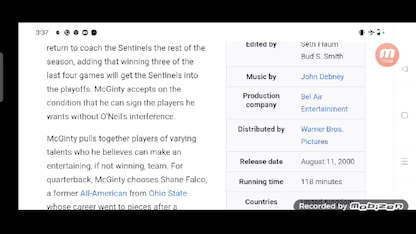 3:37
return to coach the Sentinels the rest of the
season, adding that winning three of the
last four games will get the Sentinels into
the playoffs. McGinty accepts on the
condition that he can sign the players he
wants without O'Neil's interference.
McGinty pulls together players of varying
talents who he believes can make an
entertaining, if not winning, team. For
quarterback, McGinty chooses Shane Falco,
a former All-American from Ohio State
whose career went to pieces after a
Edited by Seth Flaum
Bud S. Smith
Music by John Debney
Production Bel Air
company Entertainment
Distributed by Warner Bros.
Pictures
Release date August 11, 2000
Running time 118 minutes
Countries
Recorded by Mobizen